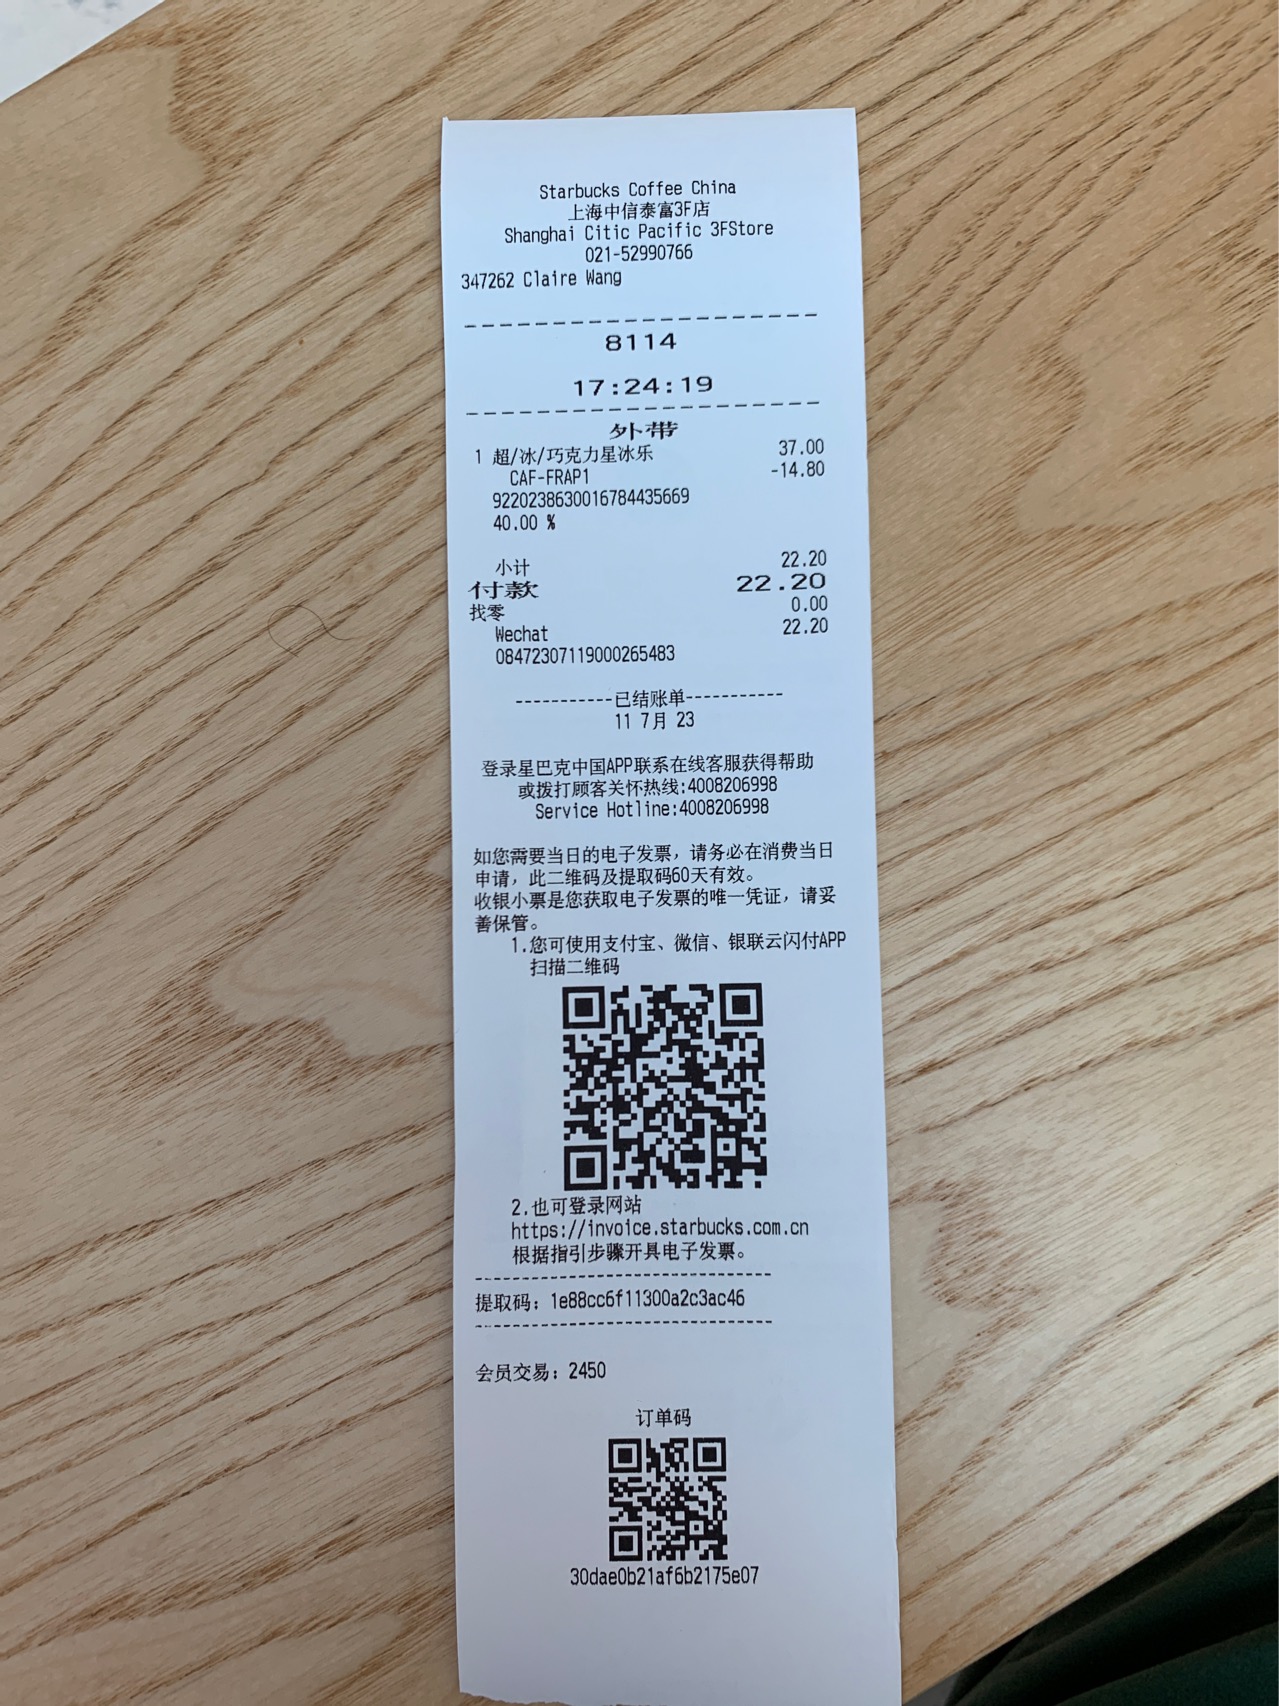 Starbucks Coffee China
上海中信泰富3F店
Shanghai Citic Pacific 3FStore
021-52990766
347262 Claire Wang
8114
17:24:19
外带
1 超/冰/巧克力星冰乐 37.00
CAF-FRAP1 -14.80
9220238630016784435669
40.00 %
小计 22.20
付款 22.20
找零 0.00
Wechat 22.20
08472307119000265483
-----------已结账单-----------
11 7月 23
登录星巴克中国APP联系在线客服获得帮助
或拨打顾客关怀热线:4008206998
Service Hotline:4008206998
如您需要当日的电子发票，请务必在消费当日
申请，此二维码及提取码60天有效。
收银小票是您获取电子发票的唯一凭证，请妥
善保管。
1.您可使用支付宝、微信、银联云闪付APP
扫描二维码
2.也可登录网站
https://invoice.starbucks.com.cn
根据指引步骤开具电子发票。
提取码：1e88cc6f11300a2c3ac46
会员交易：2450
订单码
30dae0b21af6b2175e07